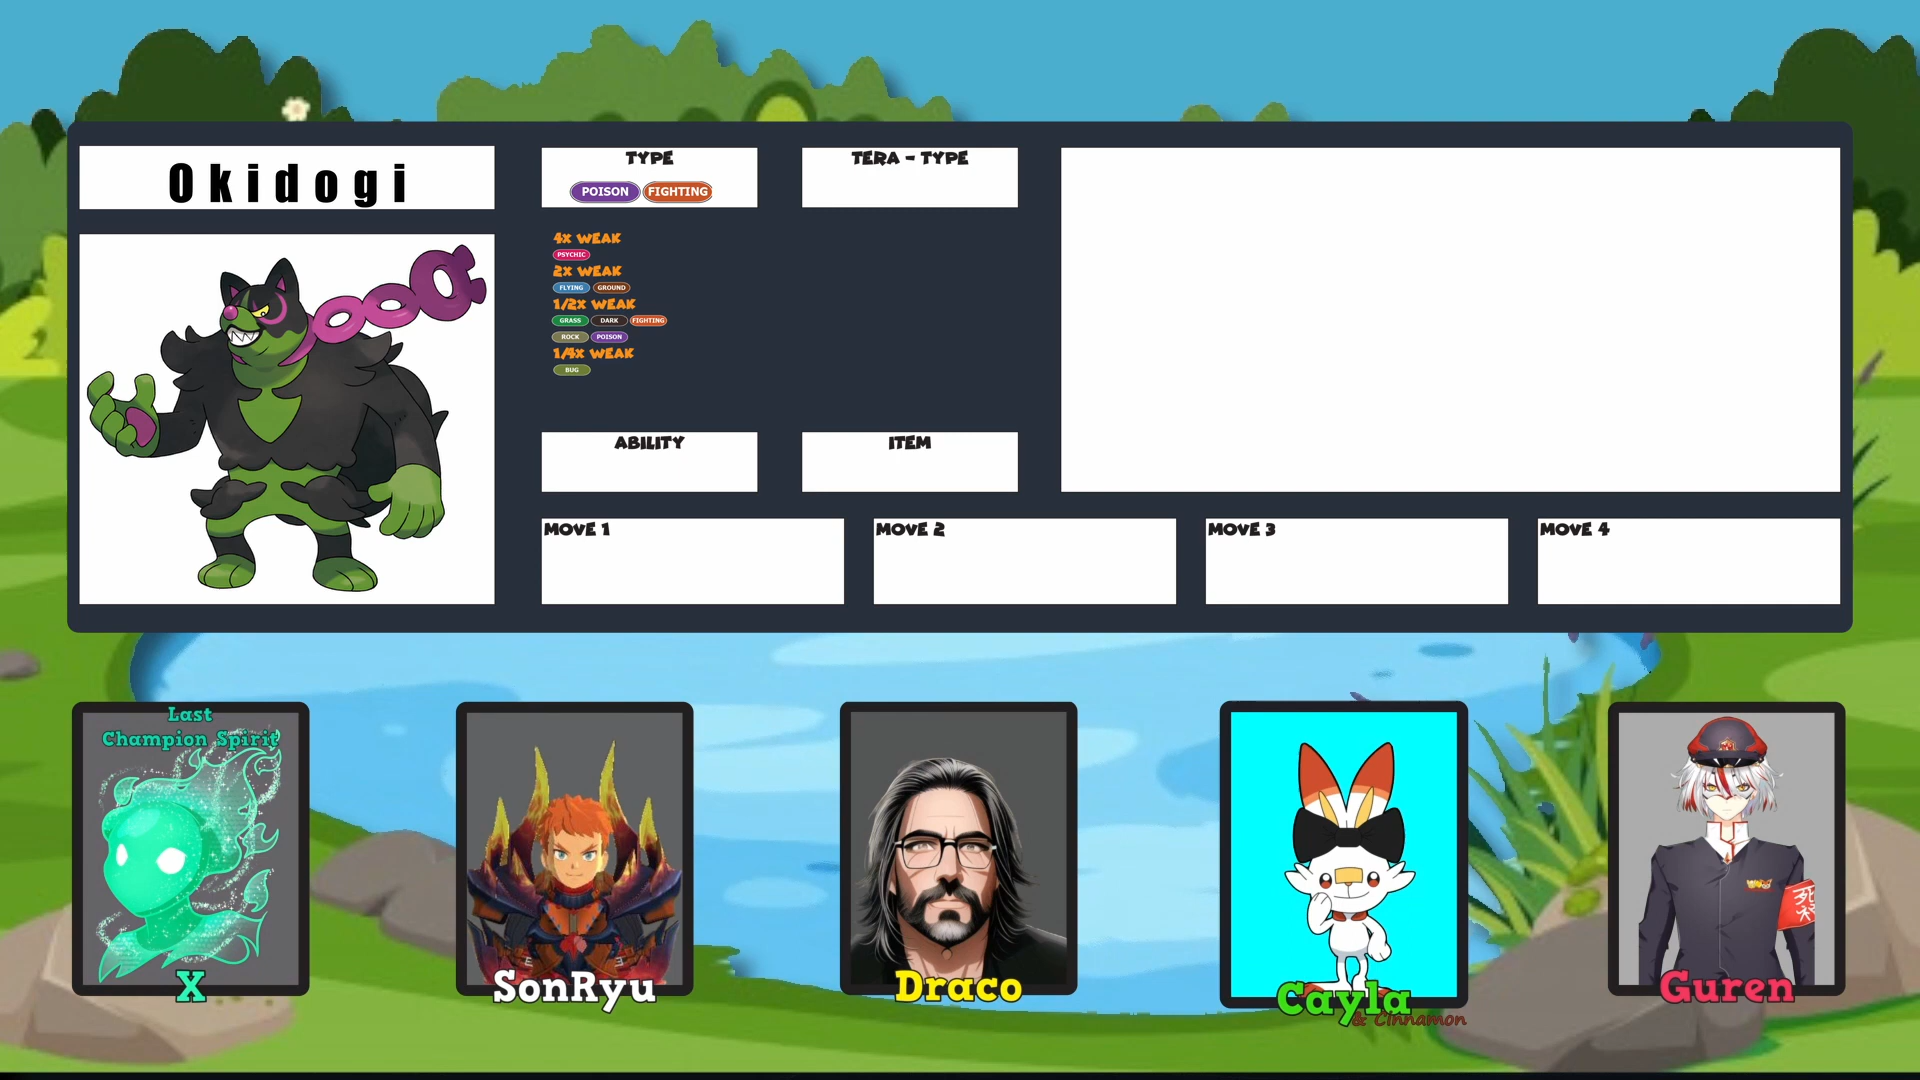 Okidogi
TYPE
POISON FIGHTING
TERA - TYPE
4X WEAK
PSYCHIC
2X WEAK
FLYING GROUND
1/2X WEAK
GRASS DARK FIGHTING
ROCK POISON
1/4X WEAK
BUG
ABILITY
ITEM
MOVE 1
MOVE 2
MOVE 3
MOVE 4
Last
Champion Spirit
X
SonRyu
Draco
Cayla
& Cinnamon
Guren